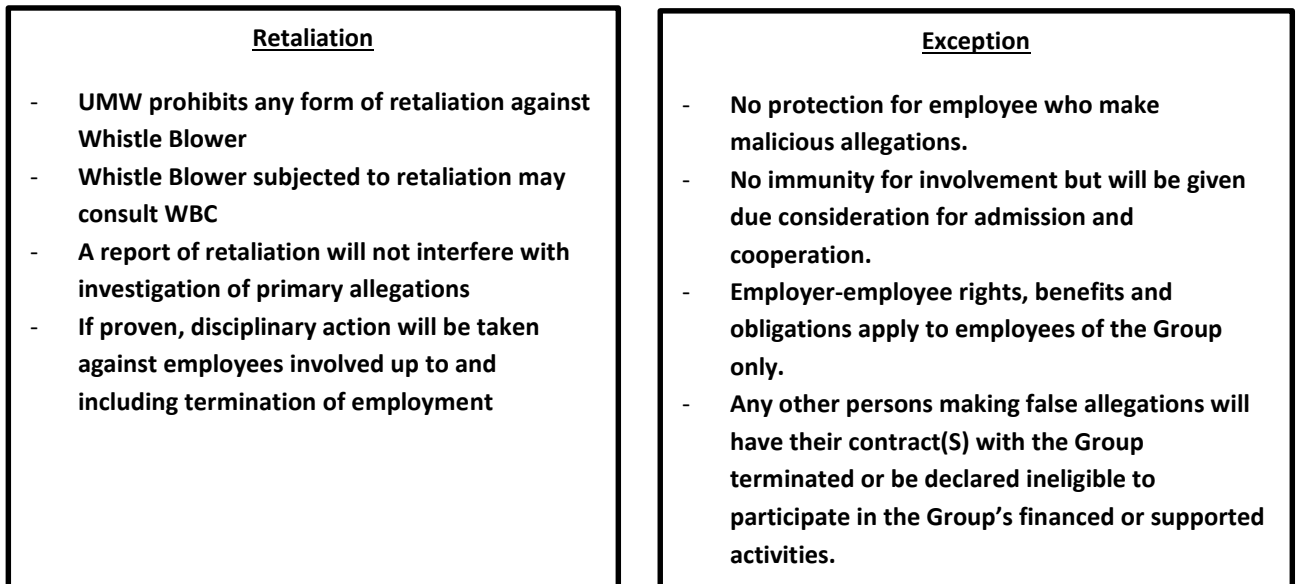 Retaliation
- UMW prohibits any form of retaliation against
Whistle Blower
- Whistle Blower subjected to retaliation may
consult WBC
- A report of retaliation will not interfere with
investigation of primary allegations
- If proven, disciplinary action will be taken
against employees involved up to and
including termination of employment
Exception
- No protection for employee who make
malicious allegations.
- No immunity for involvement but will be given
due consideration for admission and
cooperation.
- Employer-employee rights, benefits and
obligations apply to employees of the Group
only.
- Any other persons making false allegations will
have their contract(S) with the Group
terminated or be declared ineligible to
participate in the Group’s financed or supported
activities.